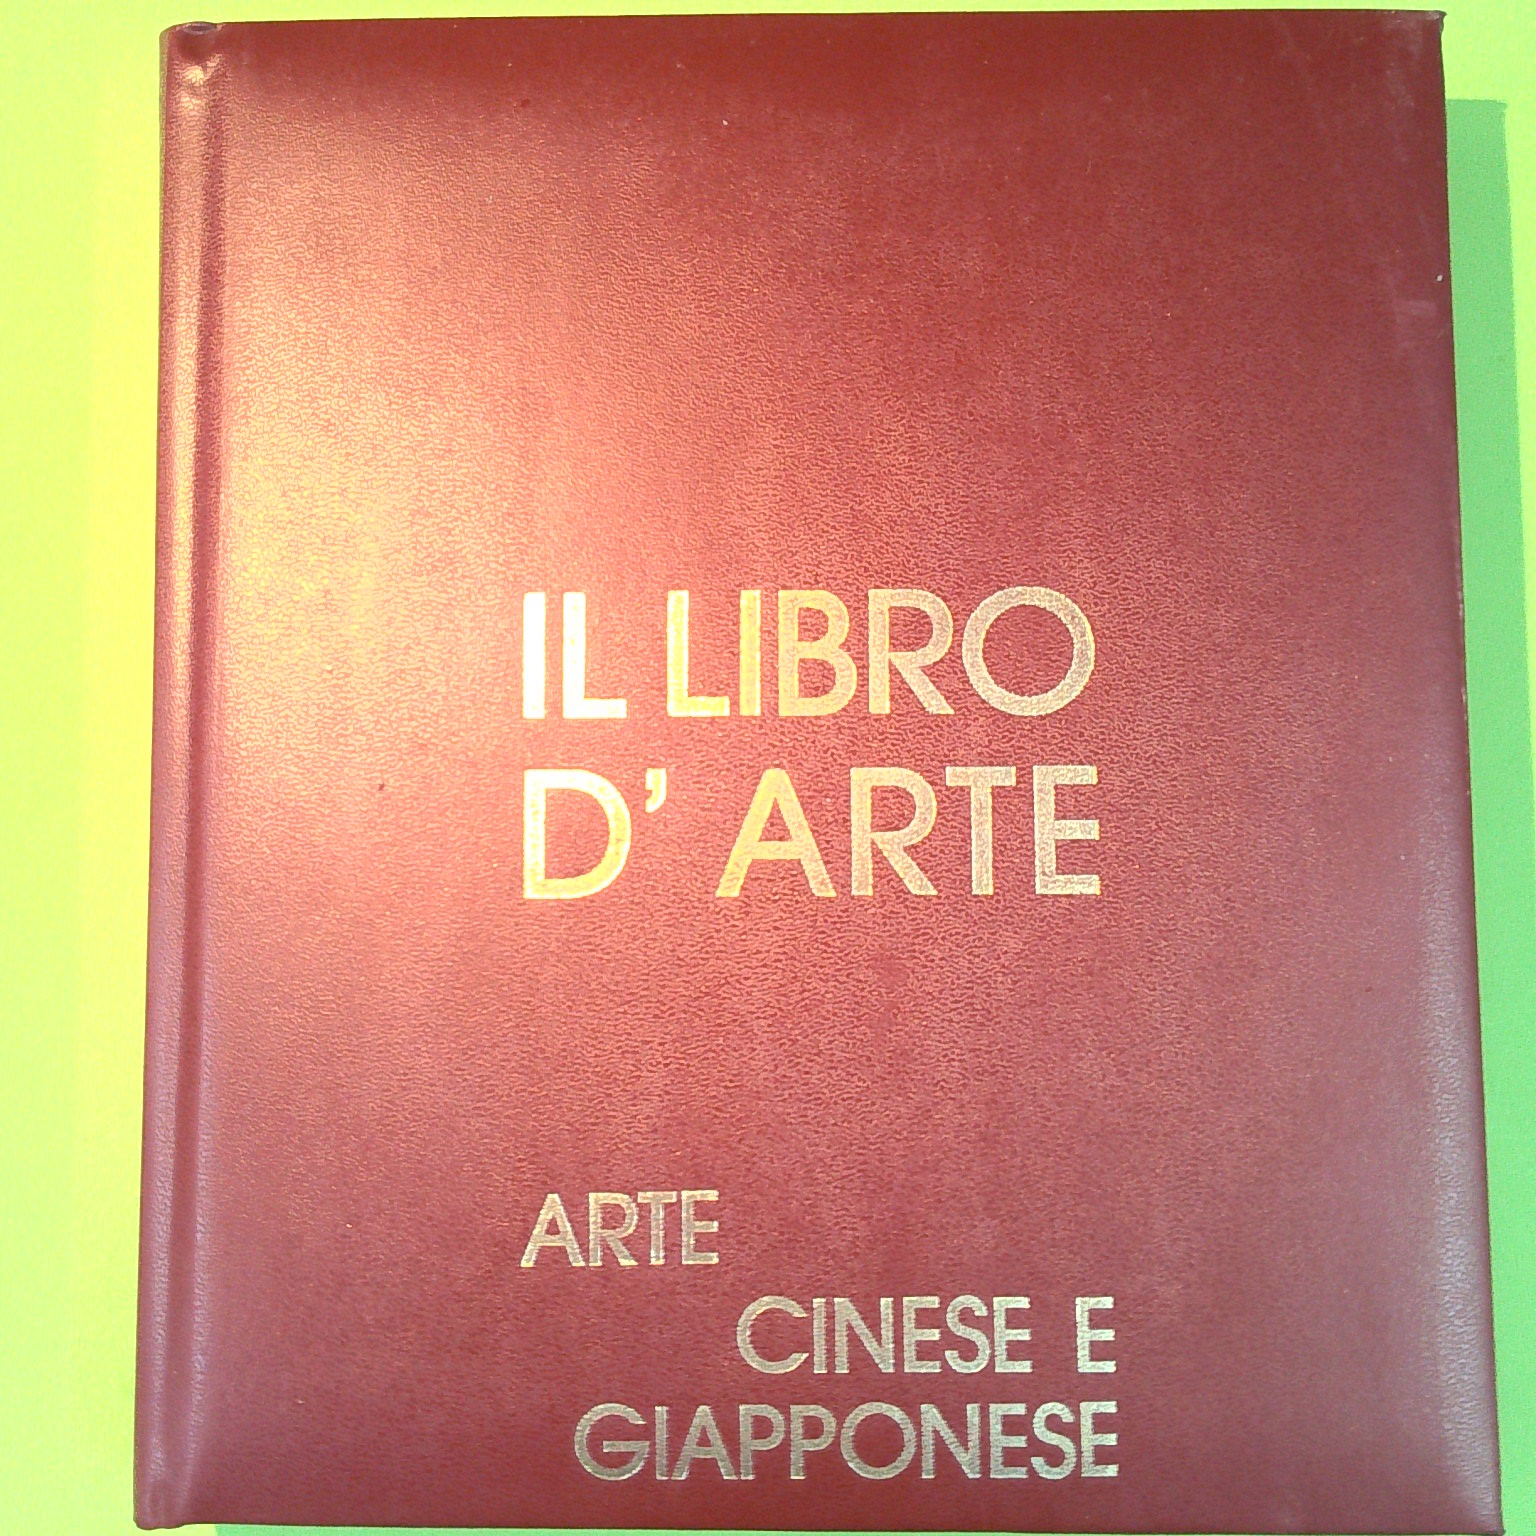 IL LIBRO
D' ARTE
ARTE
CINESE E
GIAPPONESE